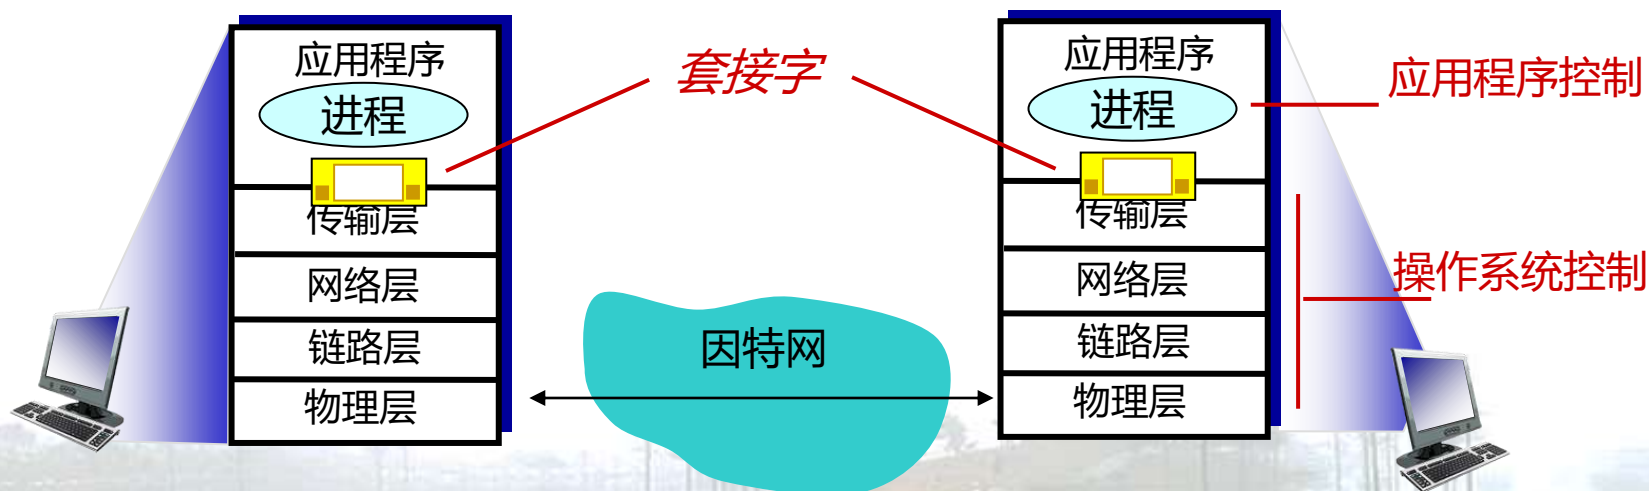 应用程序
进程
传输层
网络层
链路层
物理层
套接字
因特网
应用程序
进程
传输层
网络层
链路层
物理层
应用程序控制
操作系统控制